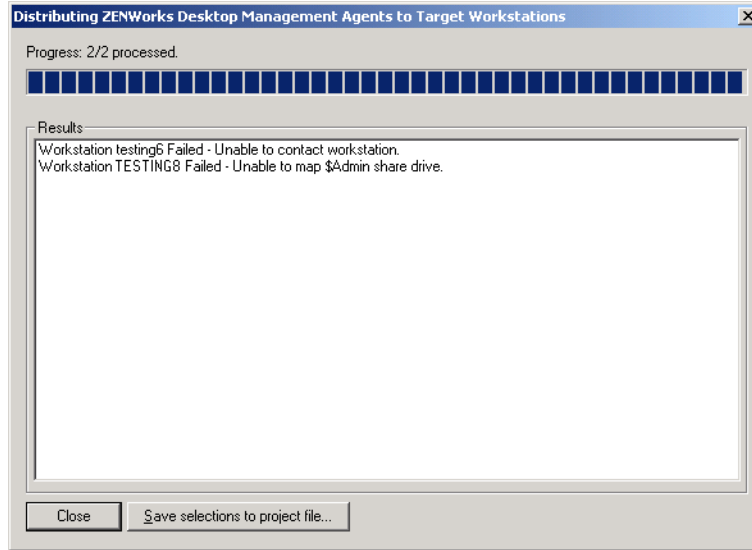 Distributing ZENWorks Desktop Management Agents to Target Workstations
Progress: 2/2 processed.
Results
Workstation testing6 Failed - Unable to contact workstation.
Workstation TESTING8 Failed - Unable to map $Admin share drive.
Close
Save selections to project file...